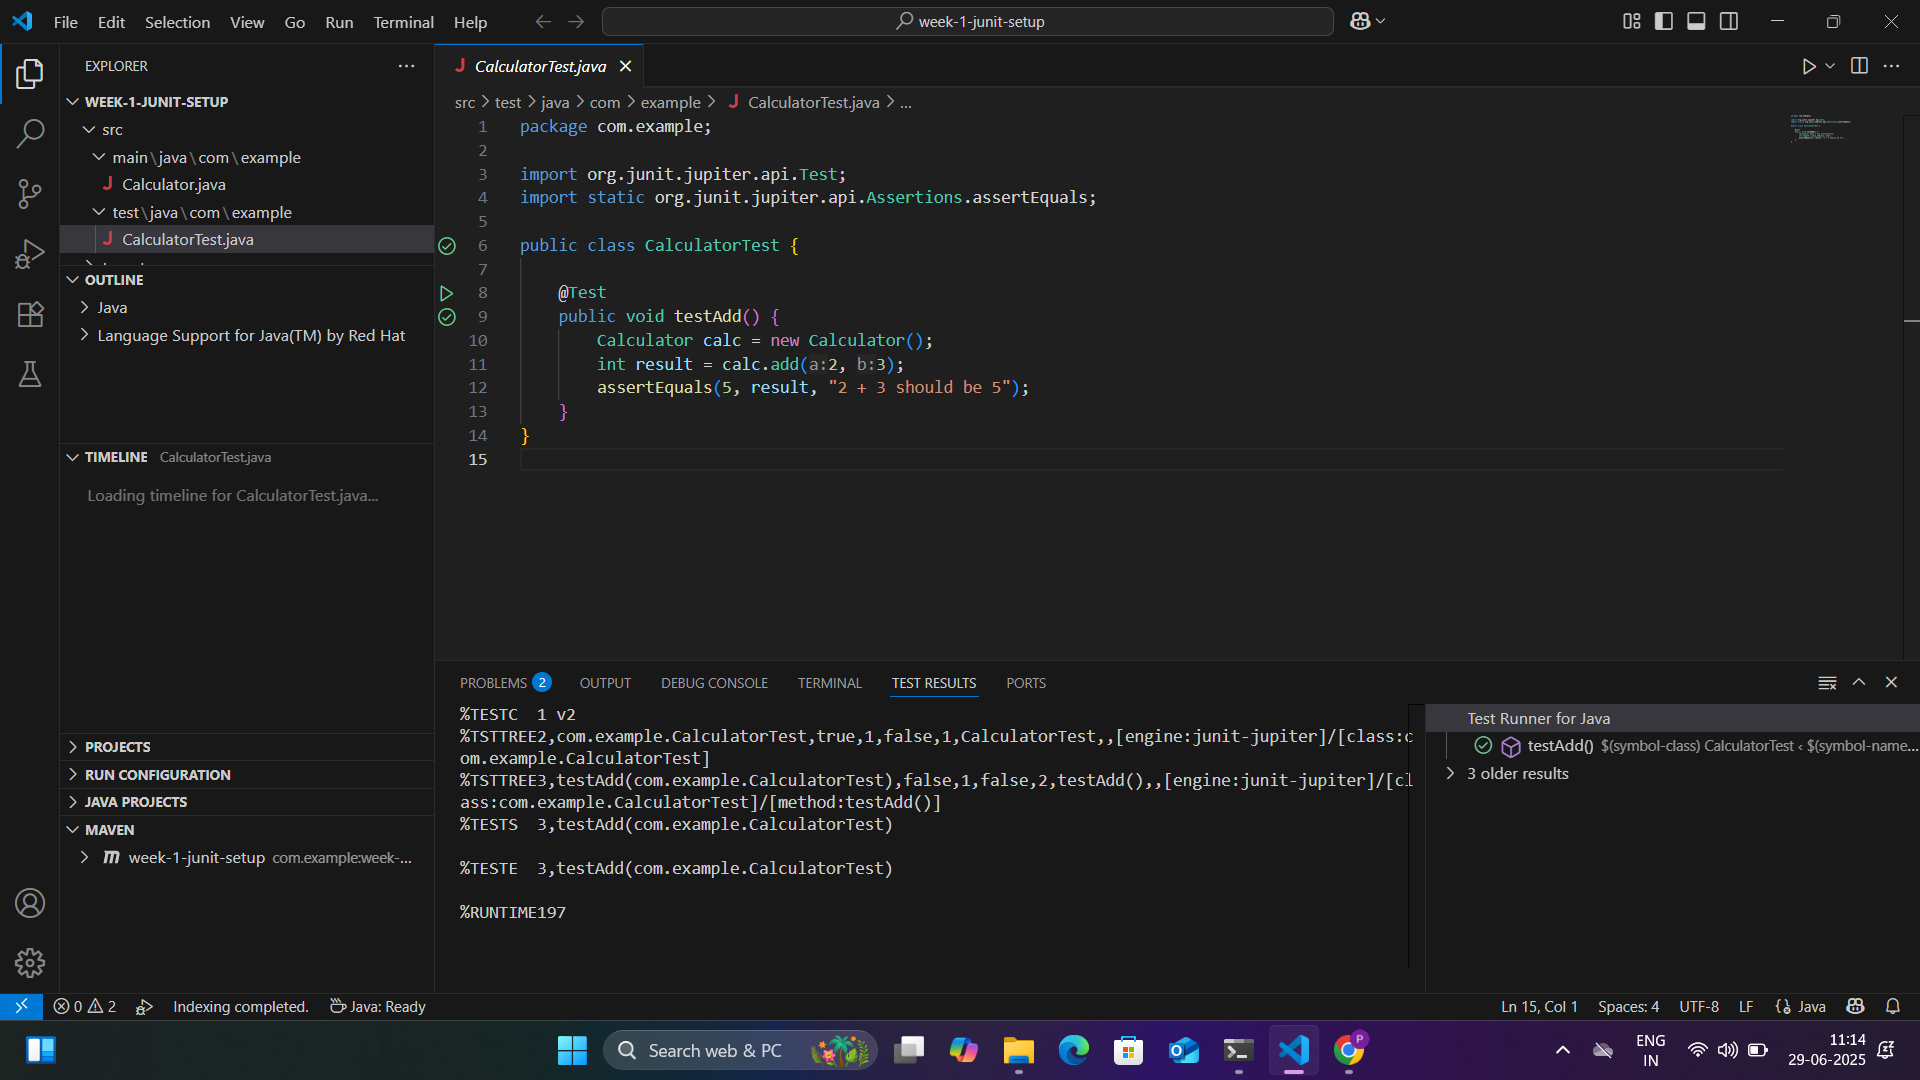 File Edit Selection View Go Run Terminal Help
week-1-junit-setup
EXPLORER
WEEK-1-JUNIT-SETUP
src
main\java\com\example
Calculator.java
test\java\com\example
CalculatorTest.java
OUTLINE
Java
Language Support for Java(TM) by Red Hat
TIMELINE CalculatorTest.java
Loading timeline for CalculatorTest.java...
PROJECTS
RUN CONFIGURATION
JAVA PROJECTS
MAVEN
week-1-junit-setup com.example:week-...
CalculatorTest.java
src > test > java > com > example > CalculatorTest.java > ...
1 package com.example;
2
3 import org.junit.jupiter.api.Test;
4 import static org.junit.jupiter.api.Assertions.assertEquals;
5
6 public class CalculatorTest {
7
8 @Test
9 public void testAdd() {
10 Calculator calc = new Calculator();
11 int result = calc.add(a:2, b:3);
12 assertEquals(5, result, "2 + 3 should be 5");
13 }
14 }
15
PROBLEMS 2 OUTPUT DEBUG CONSOLE TERMINAL TEST RESULTS PORTS
%TESTC 1 v2
%TSTTREE2,com.example.CalculatorTest,true,1,false,1,CalculatorTest,,[engine:junit-jupiter]/[class:c
om.example.CalculatorTest]
%TSTTREE3,testAdd(com.example.CalculatorTest),false,1,false,2,testAdd(),,[engine:junit-jupiter]/[cl
ass:com.example.CalculatorTest]/[method:testAdd()]
%TESTS 3,testAdd(com.example.CalculatorTest)
%TESTE 3,testAdd(com.example.CalculatorTest)
%RUNTIME197
Test Runner for Java
testAdd() $(symbol-class) CalculatorTest ‹ $(symbol-name...
3 older results
0 2 Indexing completed. Java: Ready
Ln 15, Col 1 Spaces: 4 UTF-8 LF Java
Search web & PC
ENG
IN
11:14
29-06-2025